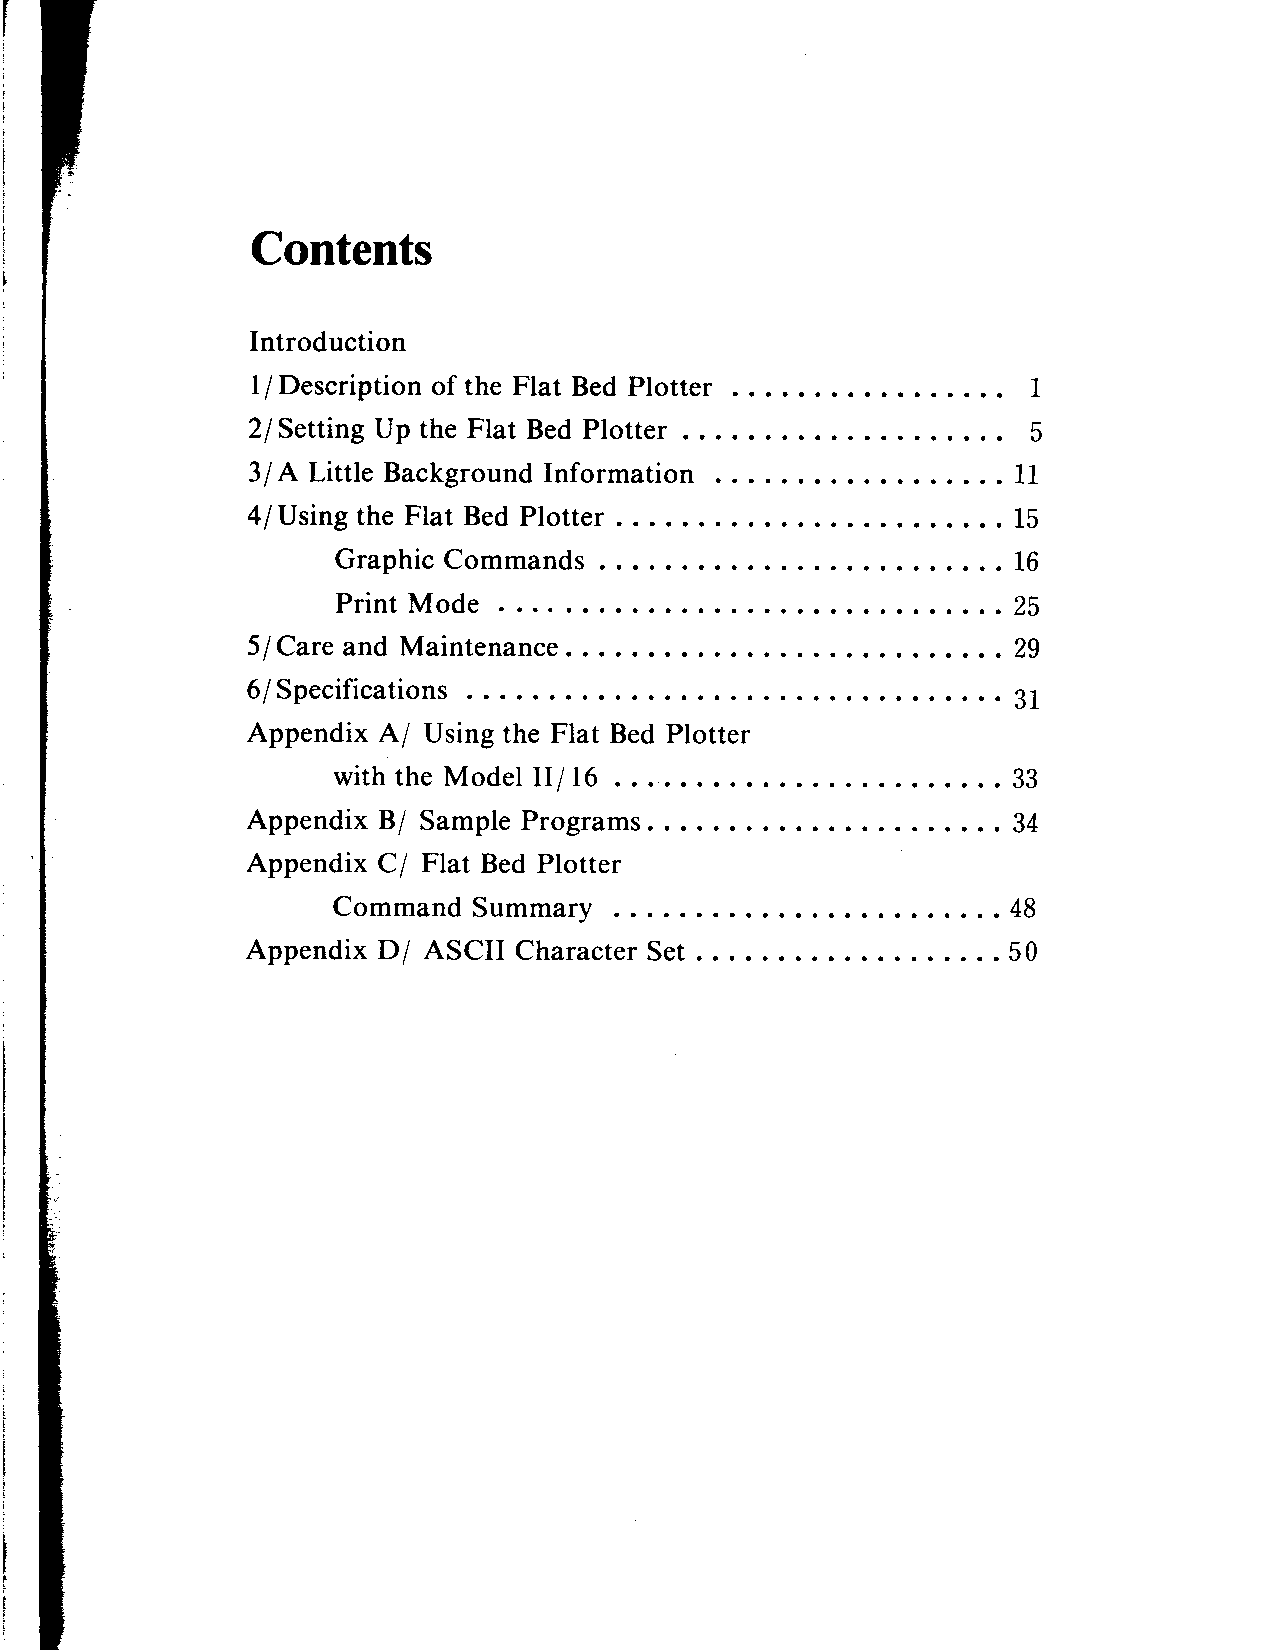 Contents
Introduction
1/Description of the Flat Bed Plotter ................. 1
2/Setting Up the Flat Bed Plotter .................... 5
3/A Little Background Information .................. 11
4/Using the Flat Bed Plotter ........................ 15
Graphic Commands ......................... 16
Print Mode ............................... 25
5/Care and Maintenance........................... 29
6/Specifications ................................. 31
Appendix A/ Using the Flat Bed Plotter
with the Model II/16 ........................ 33
Appendix B/ Sample Programs...................... 34
Appendix C/ Flat Bed Plotter
Command Summary ........................ 48
Appendix D/ ASCII Character Set ................... 50